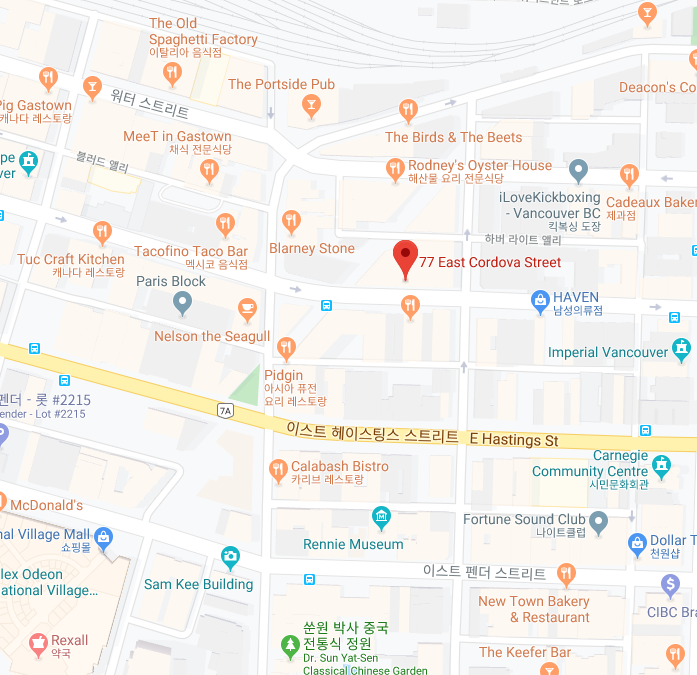 The Old
Spaghetti Factory
이탈리아 음식점
The Portside Pub
Deacon's Co
Pig Gastown
캐나다 레스토랑
워터 스트리트
MeeT in Gastown
채식 전문식당
The Birds & The Beets
블러드 앨리
Rodney's Oyster House
해산물 요리 전문식당
iLoveKickboxing
- Vancouver BC
킥복싱 도장
Cadeaux Baker
제과점
pe
ver
Tuc Craft Kitchen
캐나다 레스토랑
Tacofino Taco Bar
멕시코 음식점
Blarney Stone
하버 라이트 앨리
77 East Cordova Street
Paris Block
HAVEN
남성의류점
Nelson the Seagull
Imperial Vancouver
Pidgin
아시아 퓨전
요리 레스토랑
펜더 - 롯 #2215
ender - Lot #2215
7A
이스트 헤이스팅스 스트리트 E Hastings St
Calabash Bistro
카리브 레스토랑
Carnegie
Community Centre
시민문화회관
McDonald's
Fortune Sound Club
나이트클럽
nal Village Mall
쇼핑몰
Rennie Museum
Dollar T
천원샵
lex Odeon
ational Village...
Sam Kee Building
이스트 펜더 스트리트
New Town Bakery
& Restaurant
CIBC Bra
Rexall
약국
쑨원 박사 중국
전통식 정원
Dr. Sun Yat-Sen
Classical Chinese Garden
The Keefer Bar